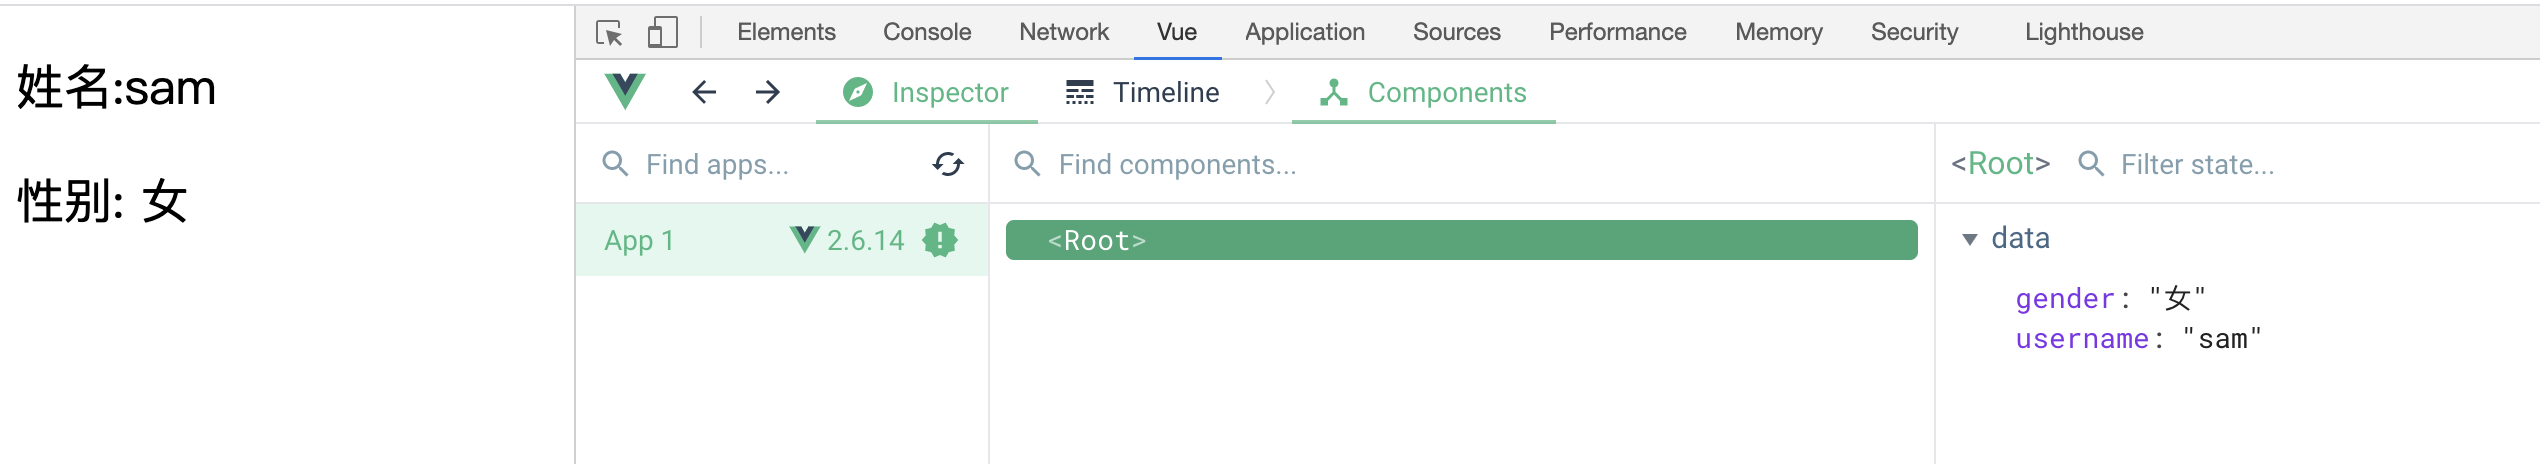 姓名:sam
性别: 女
Elements Console Network Vue Application Sources Performance Memory Security Lighthouse
Inspector Timeline Components
Find apps... Find components... <Root> Filter state...
App 1 2.6.14 <Root>
data
gender: "女"
username: "sam"